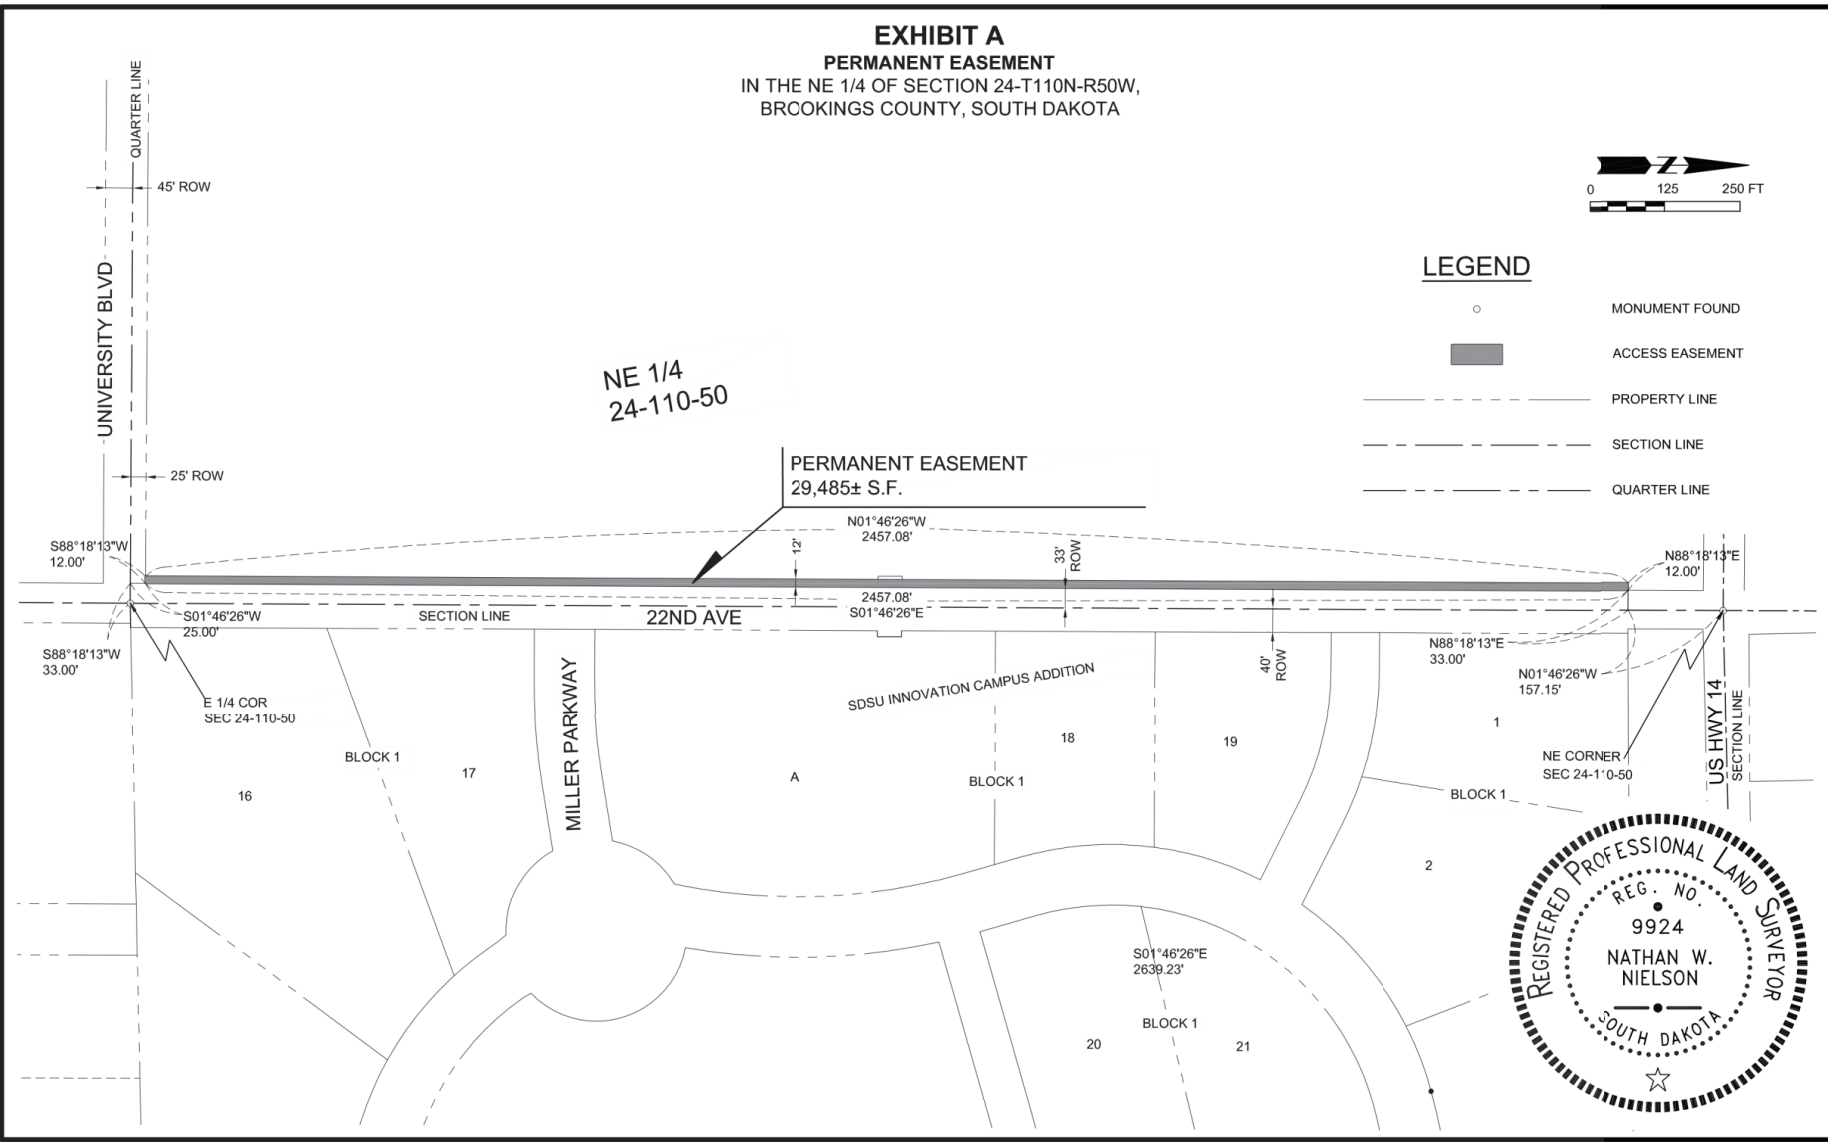 EXHIBIT A
PERMANENT EASEMENT
IN THE NE 1/4 OF SECTION 24-T110N-R50W,
BROOKINGS COUNTY, SOUTH DAKOTA
QUARTER LINE
45' ROW
UNIVERSITY BLVD
25' ROW
N
0 125 250 FT
LEGEND
MONUMENT FOUND
ACCESS EASEMENT
PROPERTY LINE
SECTION LINE
QUARTER LINE
NE 1/4
24-110-50
PERMANENT EASEMENT
29,485± S.F.
N01°46'26"W
2457.08'
12'
33'
ROW
S88°18'13"W
12.00'
N88°18'13"E
12.00'
2457.08'
S01°46'26"E
S01°46'26"W
25.00'
SECTION LINE
22ND AVE
S88°18'13"W
33.00'
N88°18'13"E
33.00'
40'
ROW
N01°46'26"W
157.15'
E 1/4 COR
SEC 24-110-50
MILLER PARKWAY
SDSU INNOVATION CAMPUS ADDITION
NE CORNER
SEC 24-110-50
US HWY 14
SECTION LINE
BLOCK 1
16
17
A
BLOCK 1
18
19
1
BLOCK 1
2
S01°46'26"E
2639.23'
BLOCK 1
20
21
REGISTERED PROFESSIONAL LAND SURVEYOR
REG. NO.
9924
NATHAN W.
NIELSON
SOUTH DAKOTA